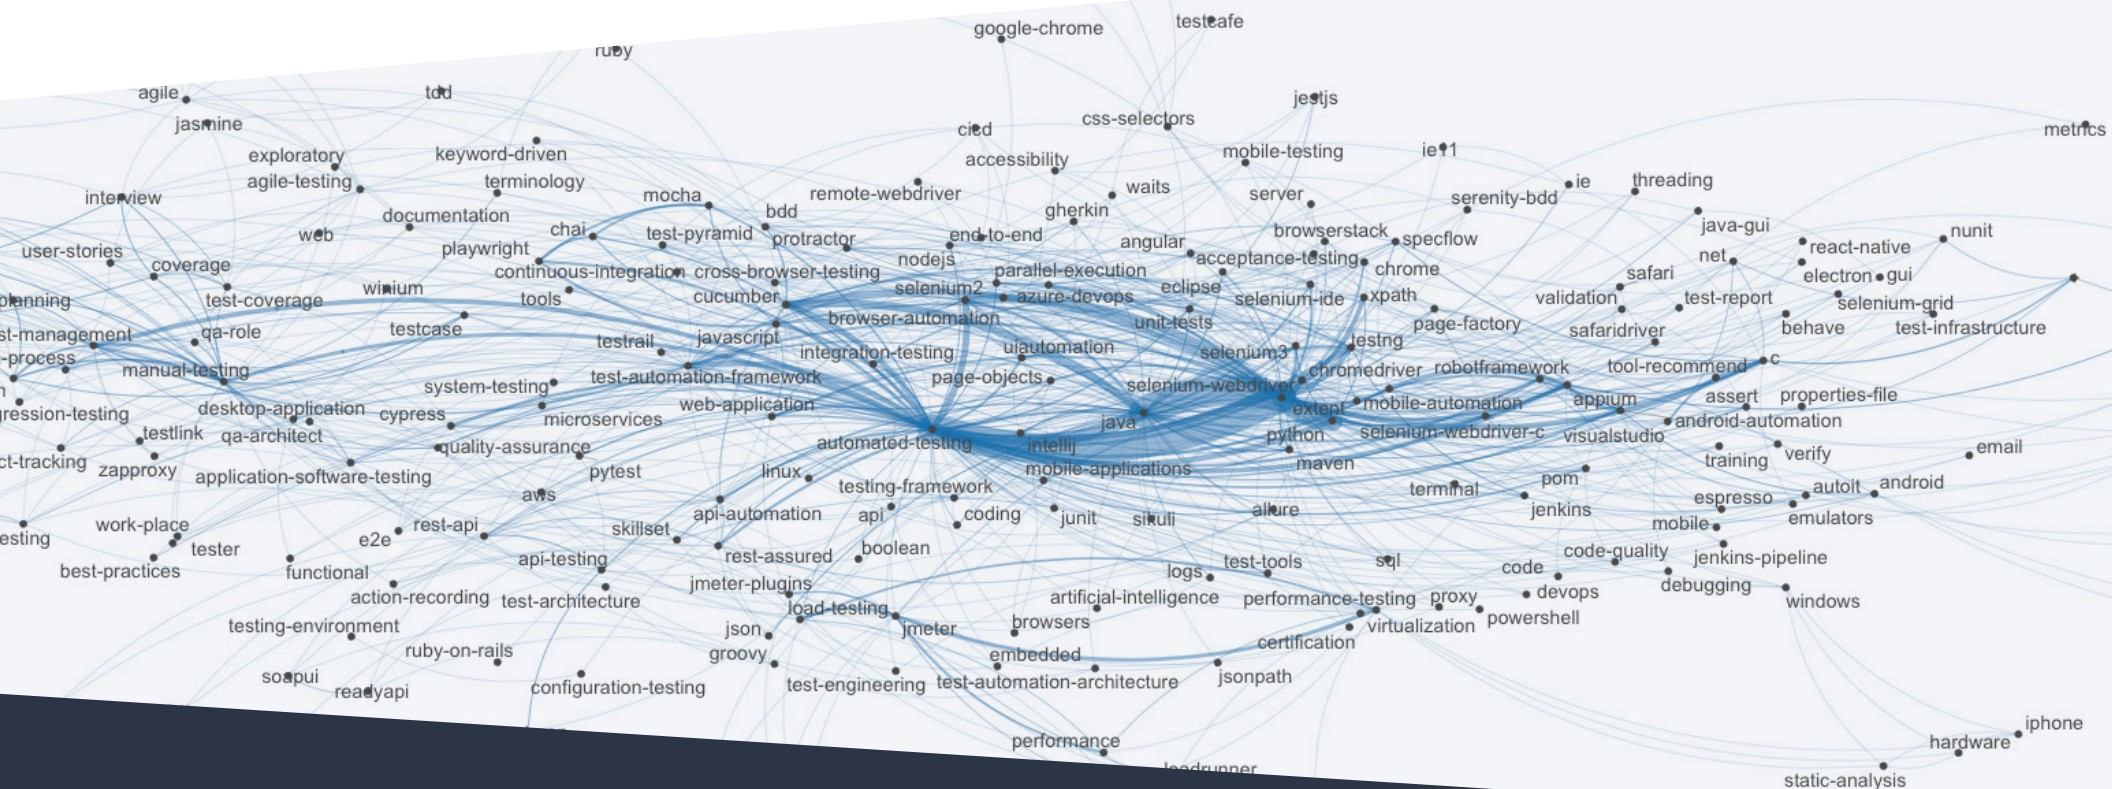 google-chrome
testcafe
ruby
agile
tdd
jestjs
jasmine
cicd
css-selectors
metrics
exploratory
keyword-driven
accessibility
mobile-testing
ie11
agile-testing
terminology
interview
mocha
remote-webdriver
waits
server
serenity-bdd
ie
threading
documentation
bdd
gherkin
web
chai
test-pyramid
protractor
end-to-end
angular
browserstack
specflow
java-gui
nunit
user-stories
playwright
nodejs
acceptance-testing
net
react-native
coverage
continuous-integration
cross-browser-testing
parallel-execution
chrome
safari
electron
gui
planning
test-coverage
winium
tools
cucumber
selenium2
azure-devops
eclipse
selenium-ide
xpath
validation
test-report
selenium-grid
st-management
qa-role
testcase
javascript
browser-automation
unit-tests
page-factory
safaridriver
behave
test-infrastructure
-process
manual-testing
testrail
integration-testing
uiautomation
selenium3
testng
tool-recommend
c
system-testing
test-automation-framework
page-objects
selenium-webdriver
chromedriver
robotframework
gression-testing
desktop-application
cypress
microservices
web-application
java
extent
mobile-automation
appium
assert
properties-file
testlink
qa-architect
quality-assurance
automated-testing
intellij
python
selenium-webdriver-c
visualstudio
android-automation
ct-tracking
zapproxy
application-software-testing
pytest
linux
mobile-applications
maven
training
verify
email
aws
testing-framework
terminal
pom
espresso
autoit
android
work-place
rest-api
skillset
api-automation
api
coding
junit
sikuli
allure
jenkins
mobile
emulators
esting
tester
e2e
best-practices
functional
api-testing
rest-assured
boolean
logs
test-tools
sql
code
code-quality
jenkins-pipeline
action-recording
test-architecture
jmeter-plugins
load-testing
artificial-intelligence
performance-testing
proxy
devops
debugging
windows
testing-environment
json
jmeter
browsers
certification
virtualization
powershell
ruby-on-rails
groovy
embedded
soapui
readyapi
configuration-testing
test-engineering
test-automation-architecture
jsonpath
performance
loadrunner
iphone
hardware
static-analysis